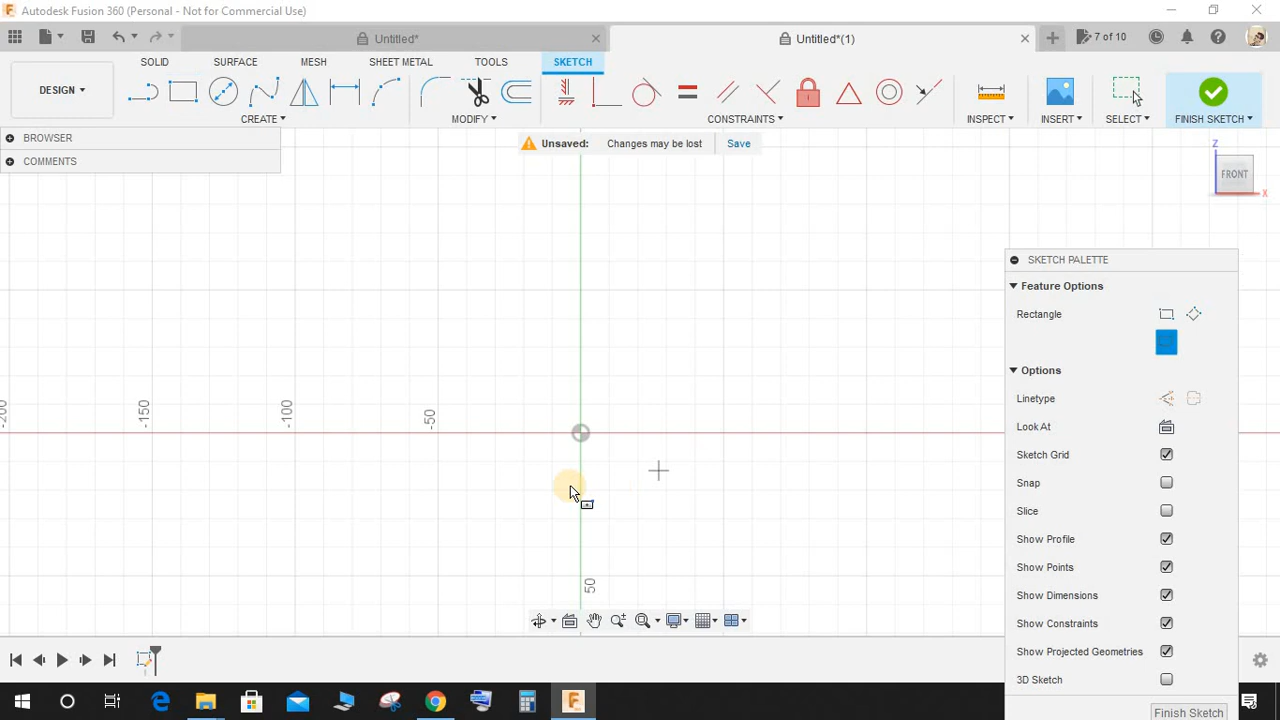 Autodesk Fusion 360 (Personal - Not for Commercial Use)
Untitled*
Untitled*(1)
7 of 10
SOLID SURFACE MESH SHEET METAL SKETCH TOOLS
DESIGN
CREATE
MODIFY
CONSTRAINTS
INSPECT
INSERT
SELECT
FINISH SKETCH
BROWSER
COMMENTS
Unsaved: Changes may be lost Save
Z
FRONT
X
SKETCH PALETTE
Feature Options
Rectangle
Options
Linetype
Look At
Sketch Grid
Snap
Slice
Show Profile
Show Points
Show Dimensions
Show Constraints
Show Projected Geometries
3D Sketch
Finish Sketch
-200
-150
-100
-50
50